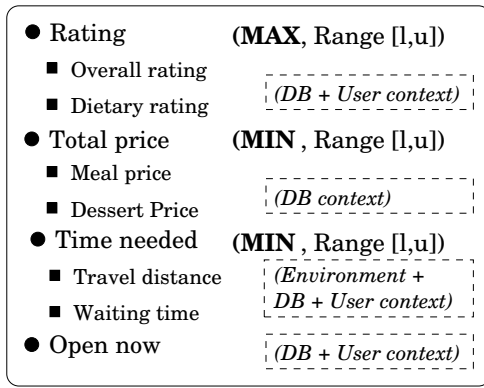 ● Rating (MAX, Range [l,u])
■ Overall rating
■ Dietary rating (DB + User context)
● Total price (MIN , Range [l,u])
■ Meal price
■ Dessert Price (DB context)
● Time needed (MIN , Range [l,u])
■ Travel distance (Environment +
■ Waiting time DB + User context)
● Open now (DB + User context)